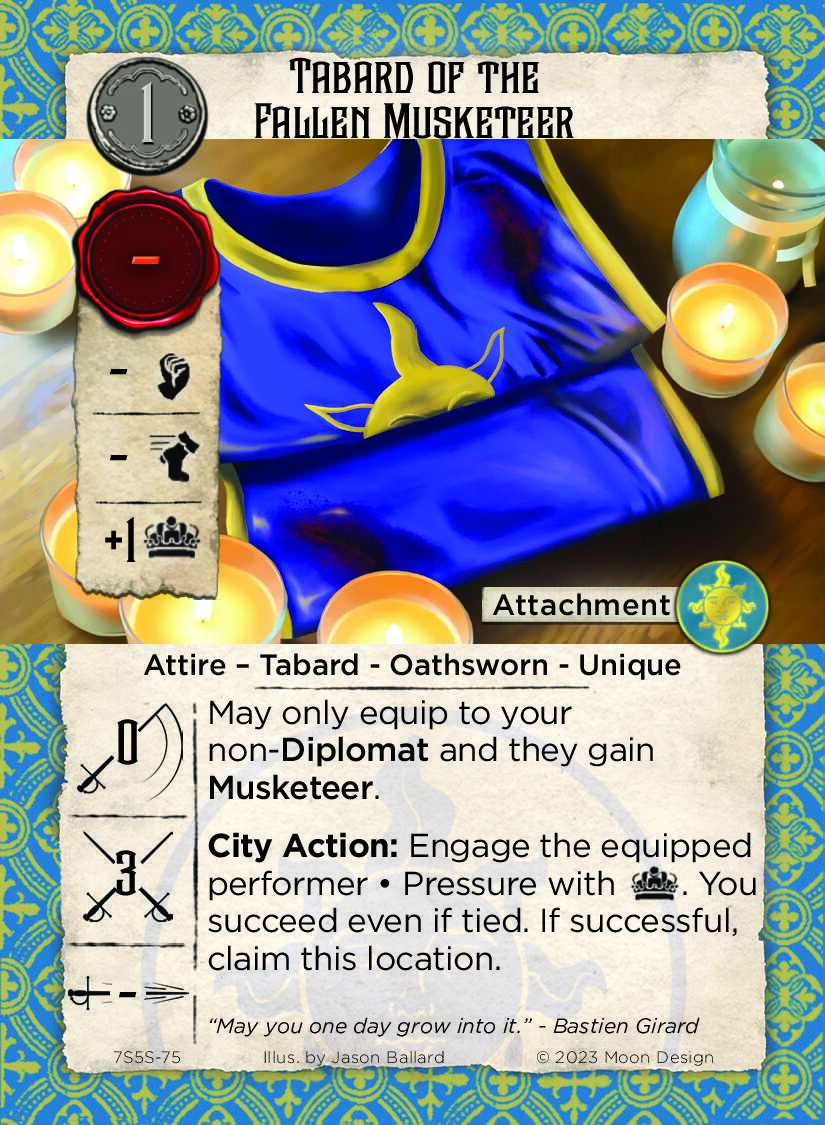 1
TABARD OF THE
FALLEN MUSKETEER
-
-
-
+1
Attachment
Attire – Tabard - Oathsworn - Unique
0
3
-
May only equip to your
non-Diplomat and they gain
Musketeer.
City Action: Engage the equipped
performer • Pressure with . You
succeed even if tied. If successful,
claim this location.
“May you one day grow into it.” - Bastien Girard
7S5S-75 Illus. by Jason Ballard © 2023 Moon Design